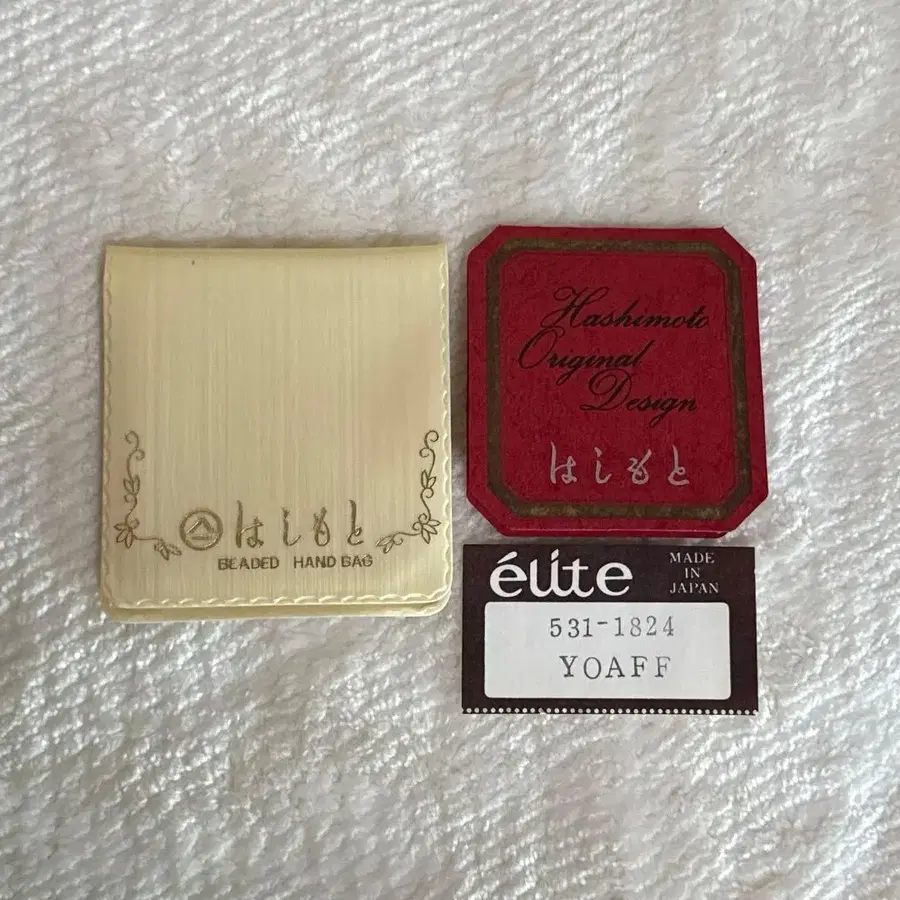 はしもと
BEADED HAND BAG
Hashimoto
Original
Design
はしもと
élite
MADE
IN
JAPAN
531-1824
YOAFF